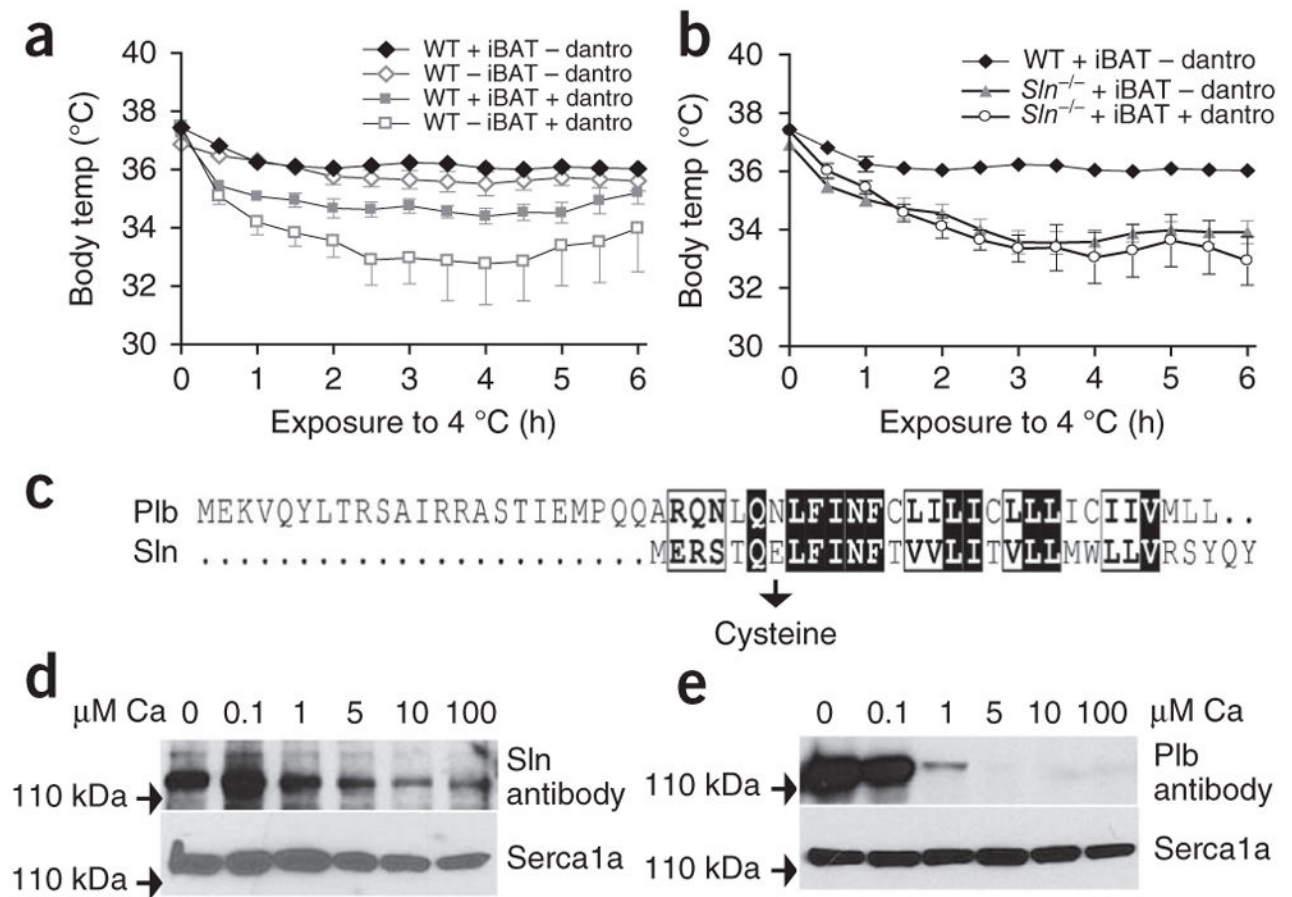 a
WT + iBAT – dantro
WT – iBAT – dantro
WT + iBAT + dantro
WT – iBAT + dantro
Body temp (°C)
40
38
36
34
32
30
0 1 2 3 4 5 6
Exposure to 4 °C (h)
b
WT + iBAT – dantro
Sln–/– + iBAT – dantro
Sln–/– + iBAT + dantro
Body temp (°C)
40
38
36
34
32
30
0 1 2 3 4 5 6
Exposure to 4 °C (h)
c
Plb MEKVQYLTRSAIRRASTIEMPQQARQNLQNLFINFCLILICLLLICIIVMLL..
Sln .......................MERSTQELFINFTVVLITVLLMWLLVRSYQY
Cysteine
d
µM Ca 0 0.1 1 5 10 100
Sln
antibody
110 kDa
Serca1a
110 kDa
e
0 0.1 1 5 10 100 µM Ca
Plb
antibody
110 kDa
Serca1a
110 kDa